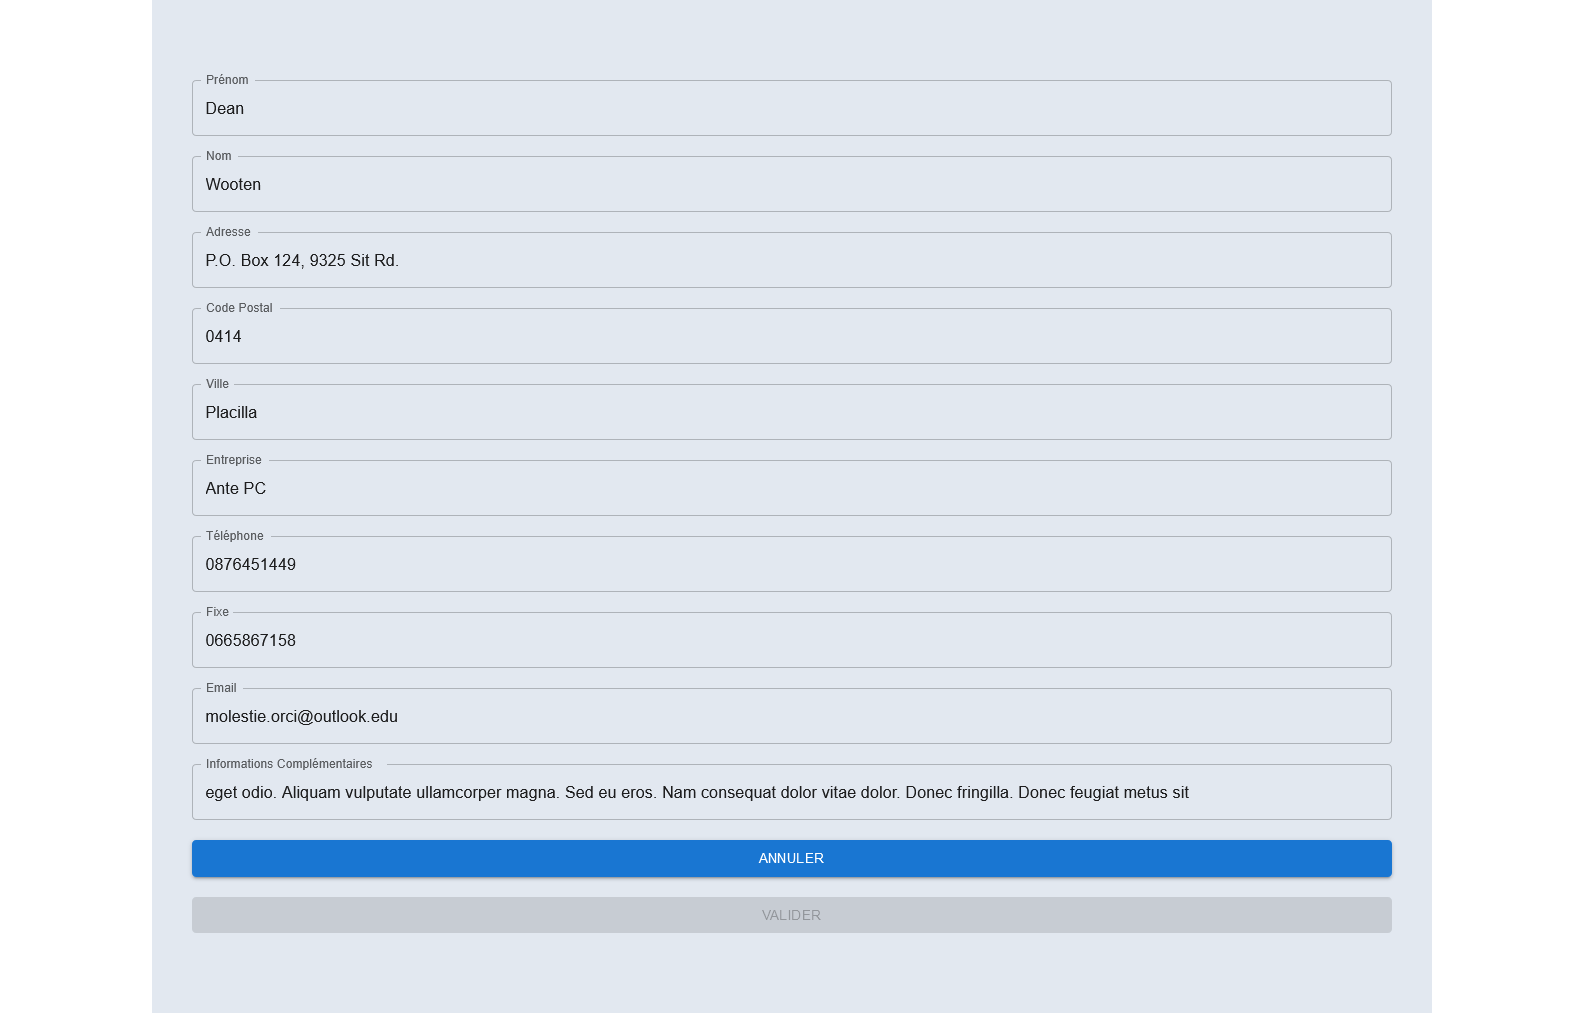 Prénom
Dean
Nom
Wooten
Adresse
P.O. Box 124, 9325 Sit Rd.
Code Postal
0414
Ville
Placilla
Entreprise
Ante PC
Téléphone
0876451449
Fixe
0665867158
Email
molestie.orci@outlook.edu
Informations Complémentaires
eget odio. Aliquam vulputate ullamcorper magna. Sed eu eros. Nam consequat dolor vitae dolor. Donec fringilla. Donec feugiat metus sit
ANNULER
VALIDER